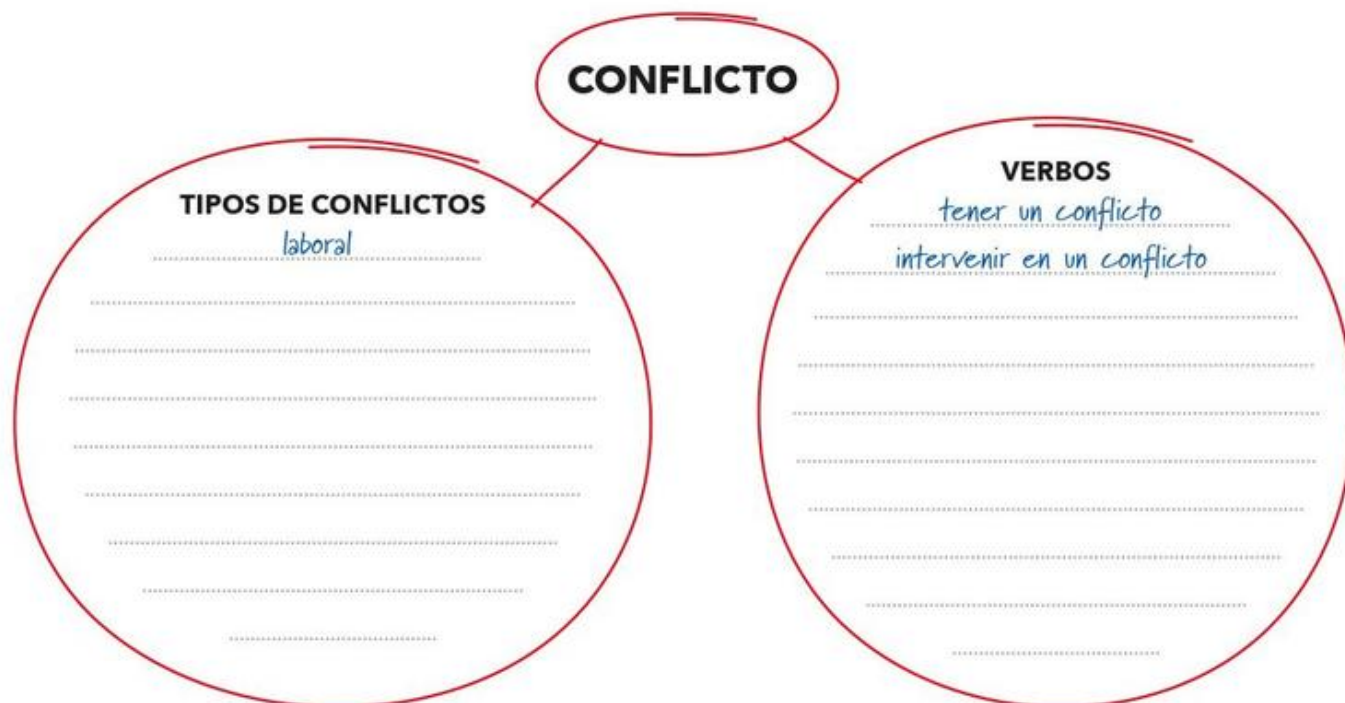 CONFLICTO
TIPOS DE CONFLICTOS
laboral
VERBOS
tener un conflicto
intervenir en un conflicto